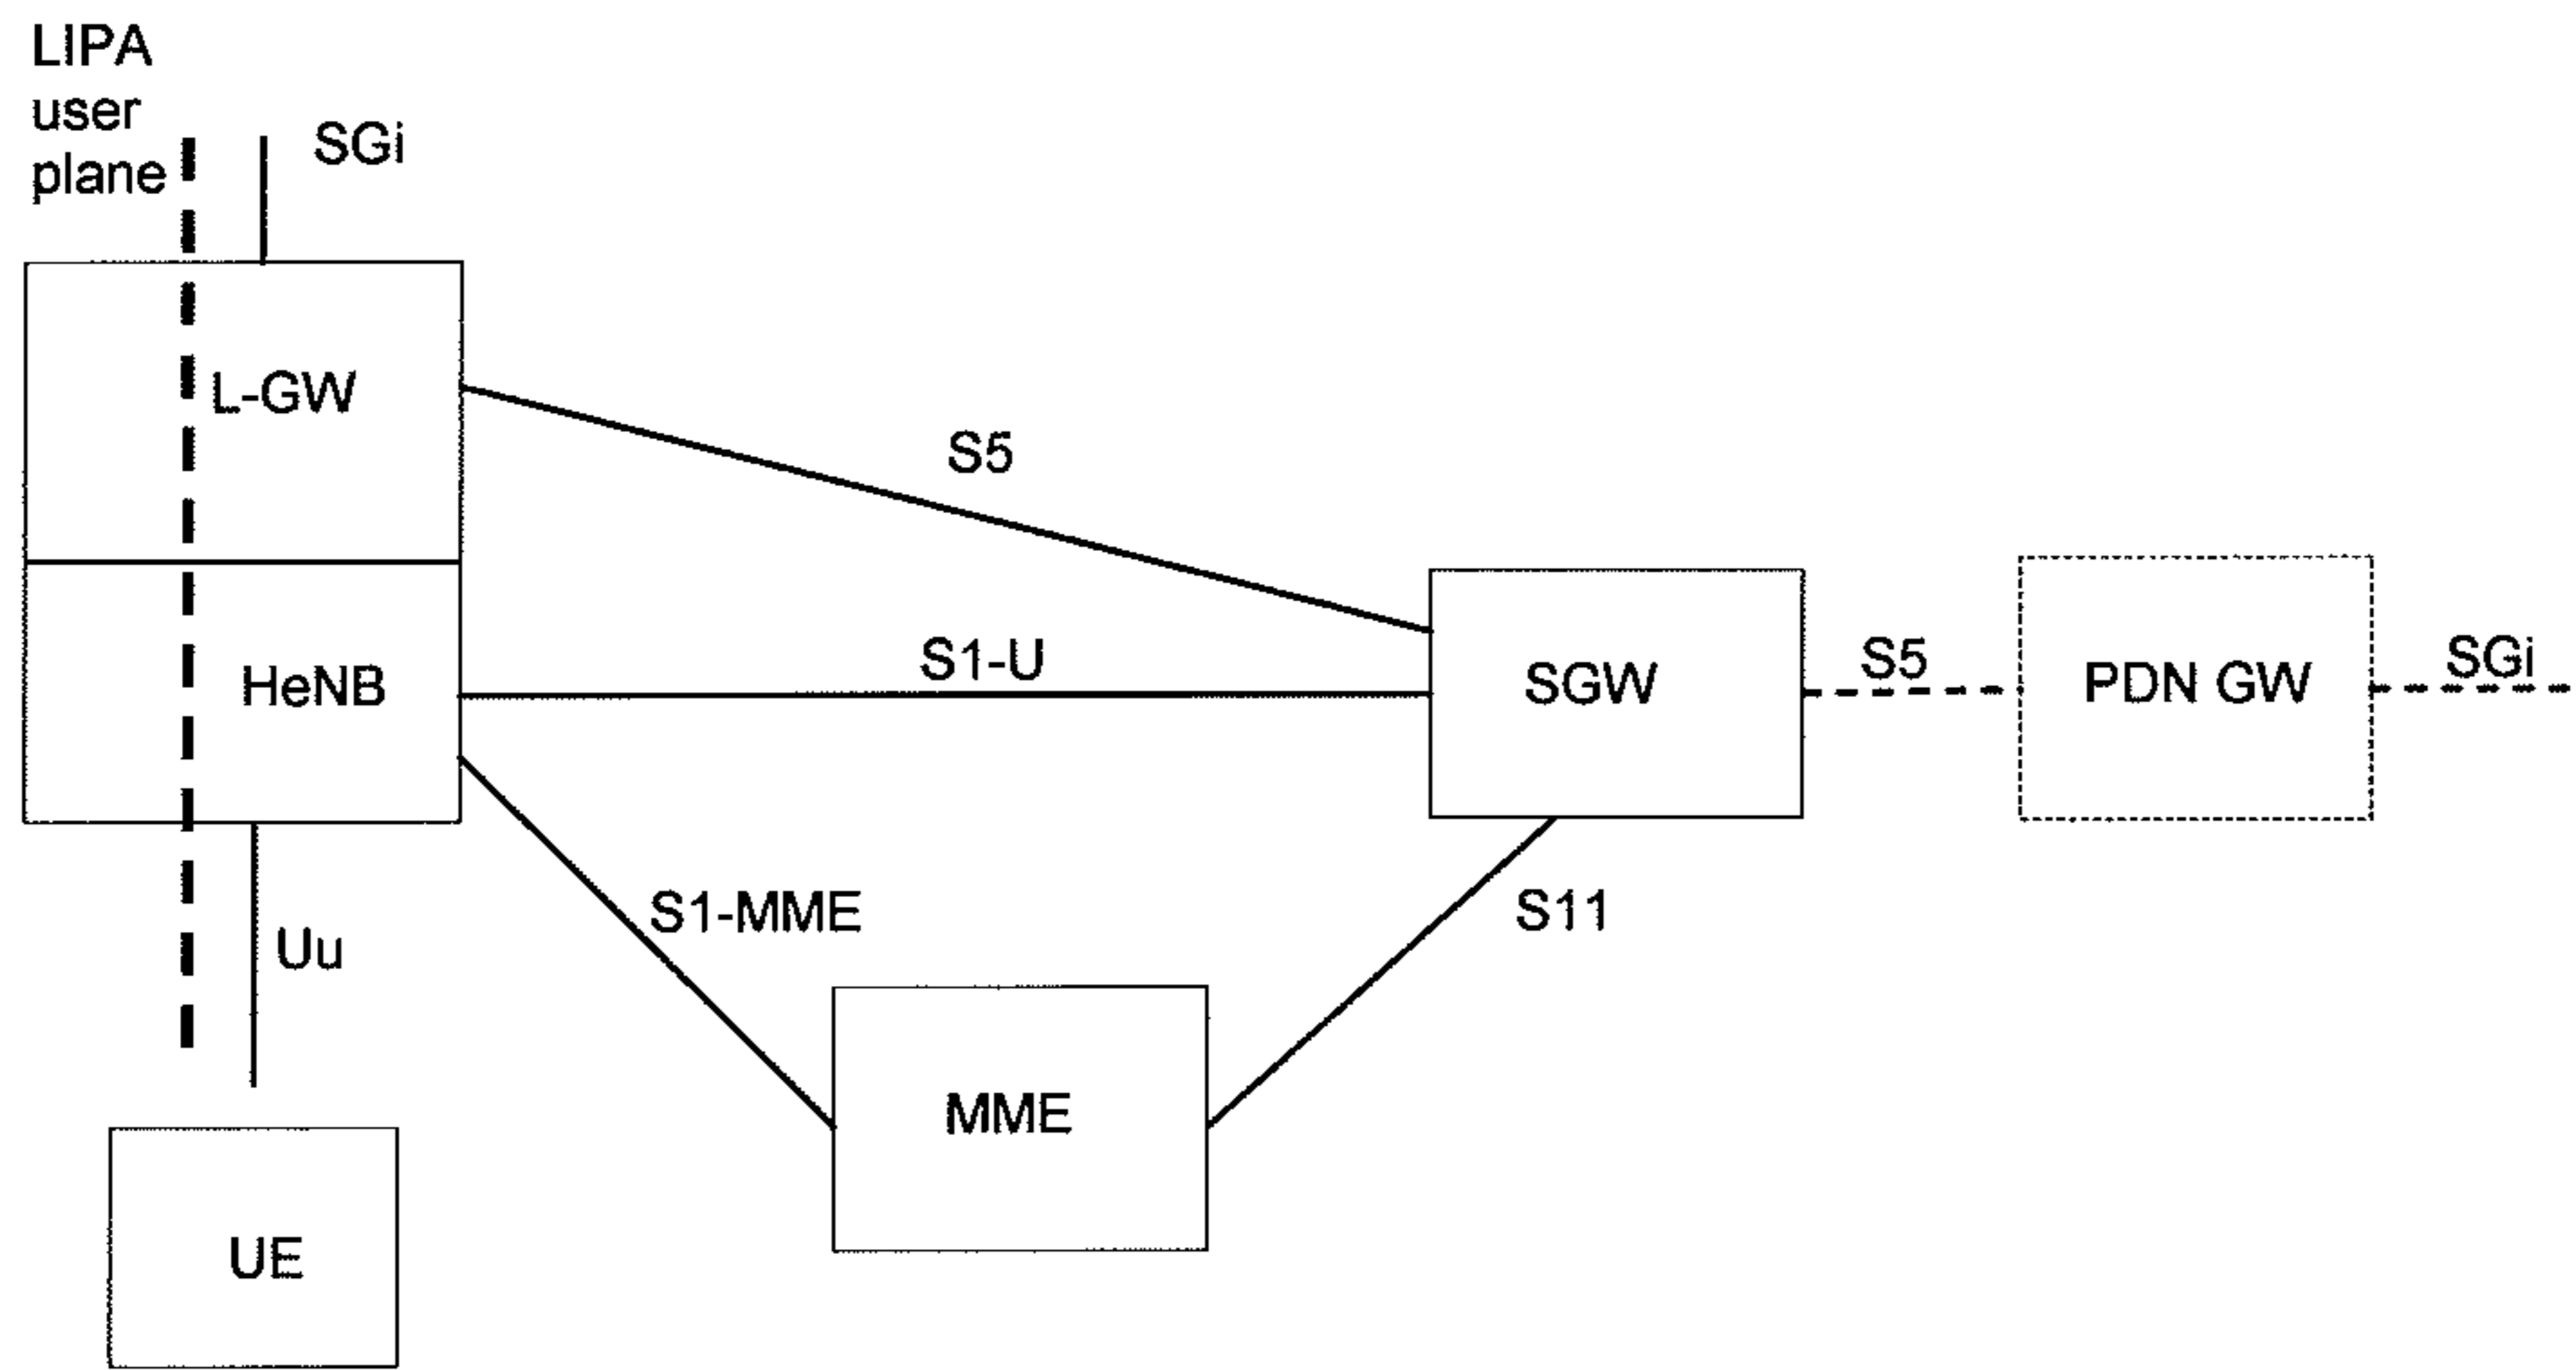 LIPA
user
plane
SGi
L-GW
S5
S1-U
HeNB
SGW
S5
PDN GW
SGi
S1-MME
S11
Uu
MME
UE